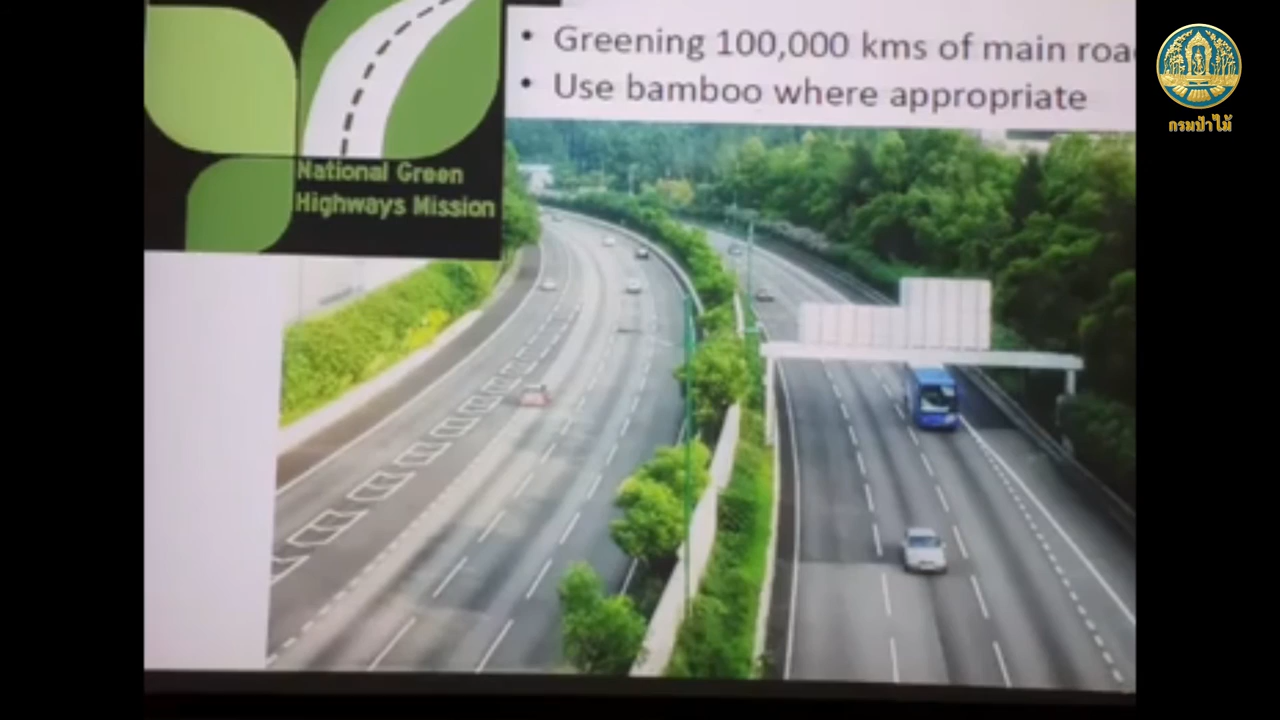 • Greening 100,000 kms of main roa
• Use bamboo where appropriate
National Green
Highways Mission
กรมป่าไม้